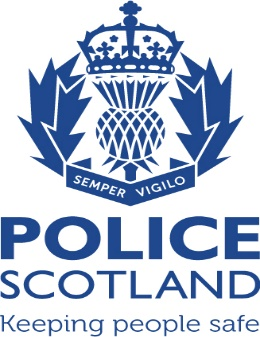 SEMPER VIGILO
POLICE
SCOTLAND
Keeping people safe